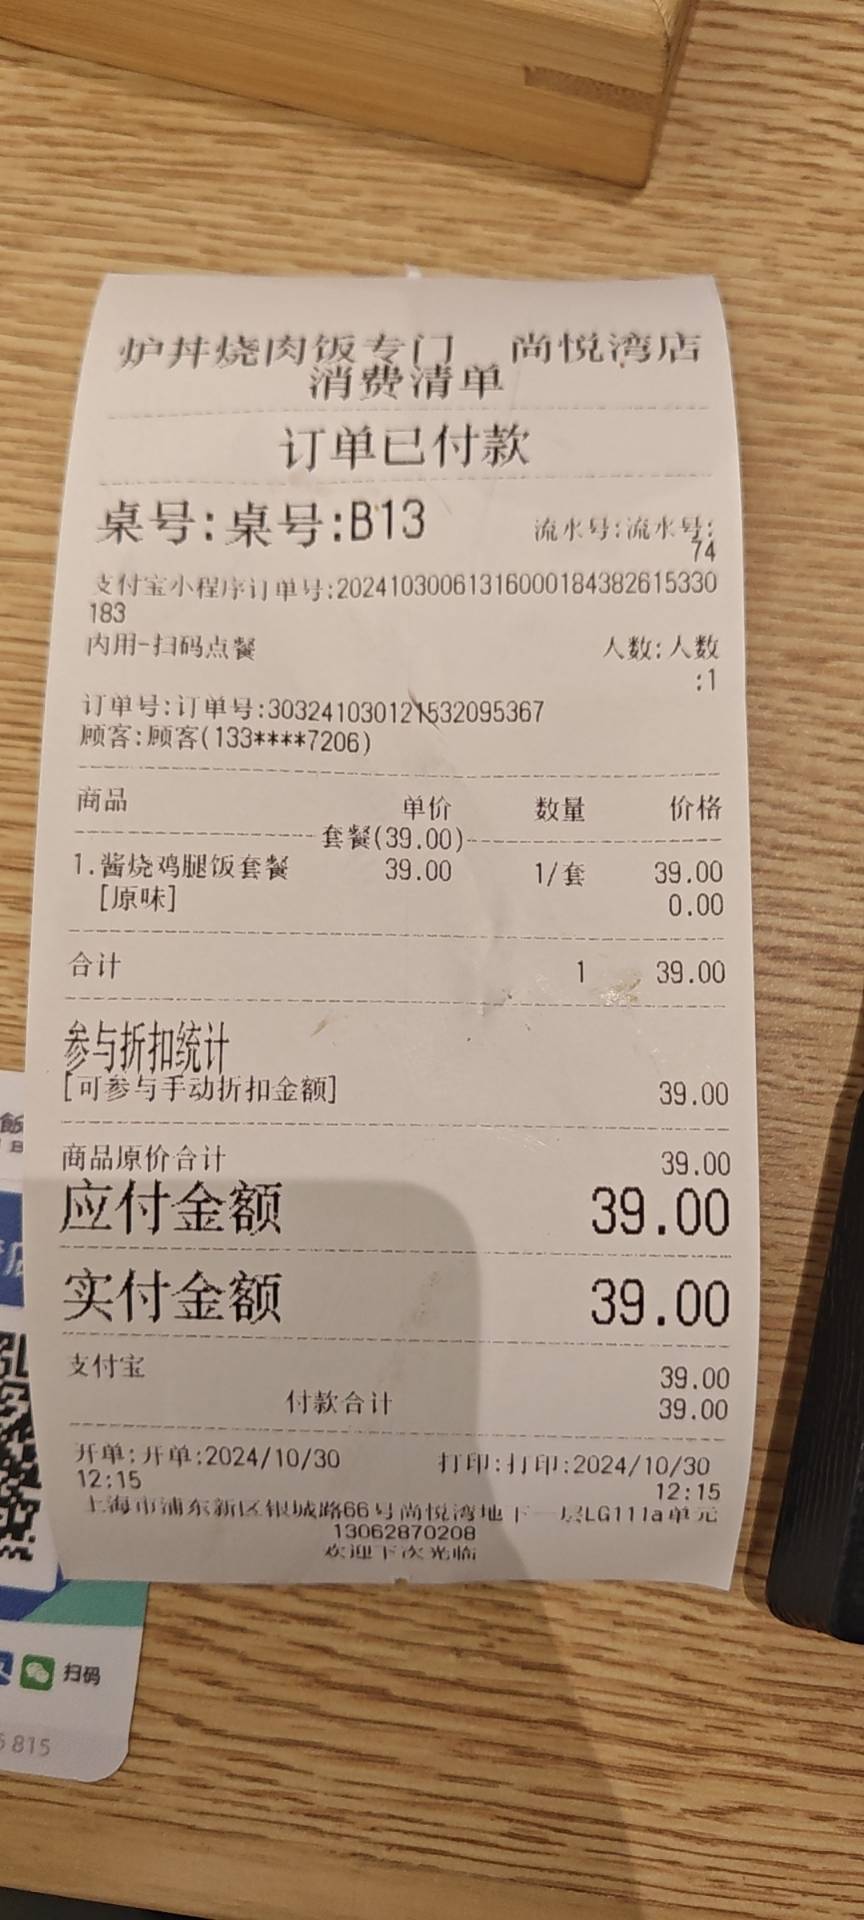 炉丼烧肉饭专门 尚悦湾店
消费清单
订单已付款
桌号:桌号:B13 流水号:流水号:
74
支付宝小程序订单号:2024103006131600018438261533​0
183
内用-扫码点餐 人数:人数
:1
订单号:订单号:303241030121532095367
顾客:顾客(133****7206)
商品 单价 数量 价格
套餐(39.00)
1.酱烧鸡腿饭套餐 39.00 1/套 39.00
[原味] 0.00
合计 1 39.00
参与折扣统计
[可参与手动折扣金额] 39.00
商品原价合计 39.00
应付金额 39.00
实付金额 39.00
支付宝 39.00
付款合计 39.00
开单:开单:2024/10/30 打印:打印:2024/10/30
12:15 12:15
上海市浦东新区银城路66号尚悦湾地下一层LG111a单元
13062870208
欢迎下次光临
飯
店
扫码
815